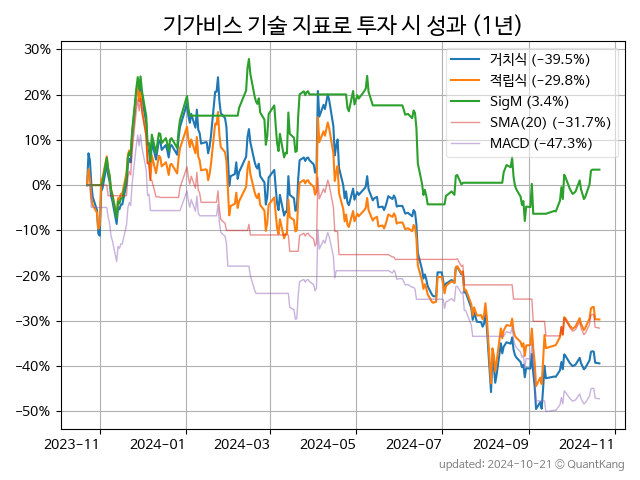 기가비스 기술 지표로 투자 시 성과 (1년)
30%
20%
10%
0%
−10%
−20%
−30%
−40%
−50%
거치식 (−39.5%)
적립식 (−29.8%)
SigM (3.4%)
SMA(20) (−31.7%)
MACD (−47.3%)
2023-11
2024-01
2024-03
2024-05
2024-07
2024-09
2024-11
updated: 2024-10-21 © QuantKang